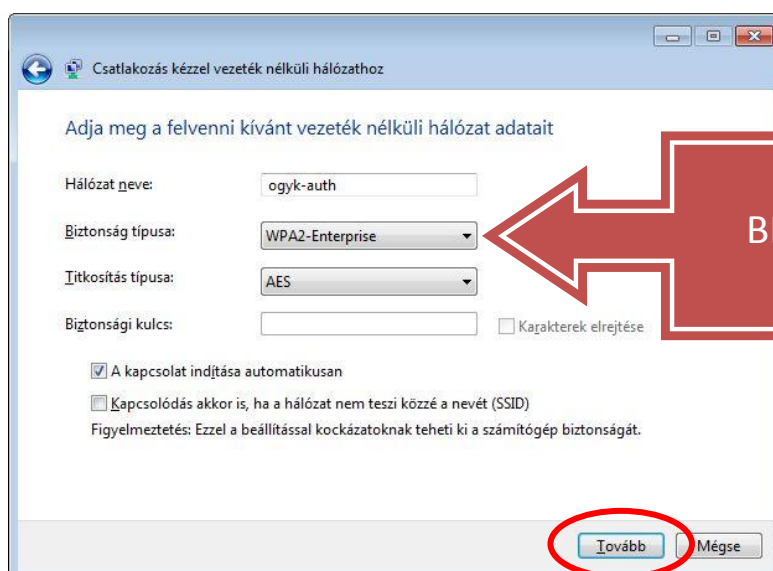 Csatlakozás kézzel vezeték nélküli hálózathoz
Adja meg a felvenni kívánt vezeték nélküli hálózat adatait
Hálózat neve: ogyk-auth
Biztonság típusa: WPA2-Enterprise
Titkosítás típusa: AES
Biztonsági kulcs: Karakterek elrejtése
A kapcsolat indítása automatikusan
Kapcsolódás akkor is, ha a hálózat nem teszi közzé a nevét (SSID)
Figyelmeztetés: Ezzel a beállítással kockázatoknak teheti ki a számítógép biztonságát.
Tovább Mégse